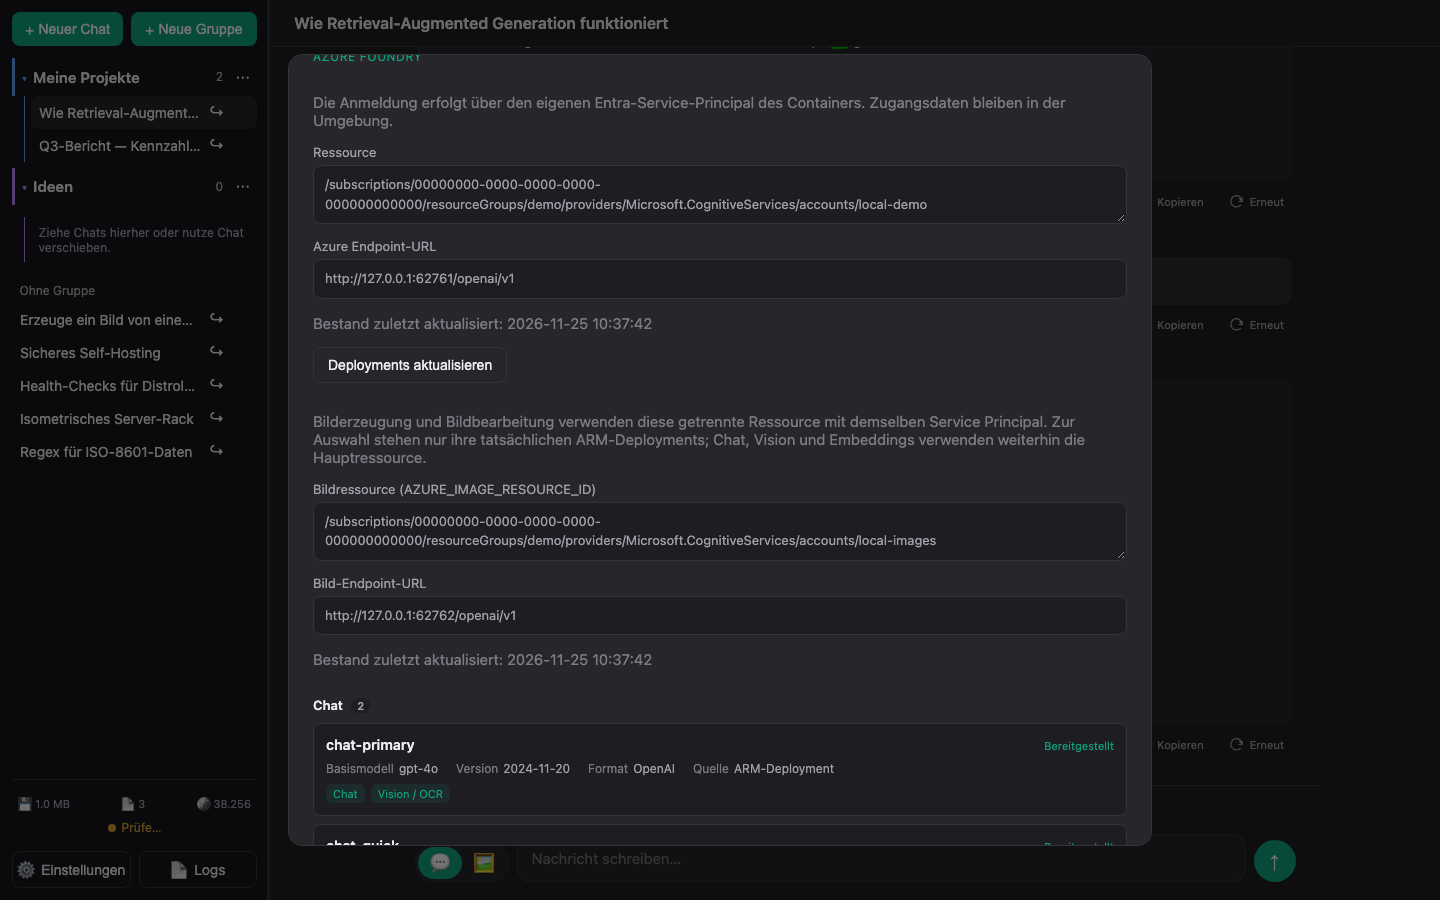 + Neuer Chat
+ Neue Gruppe
Meine Projekte 2 ...
Wie Retrieval-Augment...
Q3-Bericht — Kennzahl...
Ideen 0 ...
Ziehe Chats hierher oder nutze Chat
verschieben.
Ohne Gruppe
Erzeuge ein Bild von eine...
Sicheres Self-Hosting
Health-Checks für Distrol...
Isometrisches Server-Rack
Regex für ISO-8601-Daten
1.0 MB
3
38.256
Prüfe...
Einstellungen
Logs
Wie Retrieval-Augmented Generation funktioniert
AZURE FOUNDRY
Die Anmeldung erfolgt über den eigenen Entra-Service-Principal des Containers. Zugangsdaten bleiben in der
Umgebung.
Ressource
/subscriptions/00000000-0000-0000-0000-
000000000000/resourceGroups/demo/providers/Microsoft.CognitiveServices/accounts/local-demo
Azure Endpoint-URL
http://127.0.0.1:62761/openai/v1
Bestand zuletzt aktualisiert: 2026-11-25 10:37:42
Deployments aktualisieren
Bilderzeugung und Bildbearbeitung verwenden diese getrennte Ressource mit demselben Service Principal. Zur
Auswahl stehen nur ihre tatsächlichen ARM-Deployments; Chat, Vision und Embeddings verwenden weiterhin die
Hauptressource.
Bildressource (AZURE_IMAGE_RESOURCE_ID)
/subscriptions/00000000-0000-0000-0000-
000000000000/resourceGroups/demo/providers/Microsoft.CognitiveServices/accounts/local-images
Bild-Endpoint-URL
http://127.0.0.1:62762/openai/v1
Bestand zuletzt aktualisiert: 2026-11-25 10:37:42
Chat 2
chat-primary
Bereitgestellt
Basismodell gpt-4o Version 2024-11-20 Format OpenAI Quelle ARM-Deployment
Chat
Vision / OCR
chat-quick
Bereitgestellt
Kopieren Erneut
Kopieren Erneut
Kopieren Erneut
Nachricht schreiben...